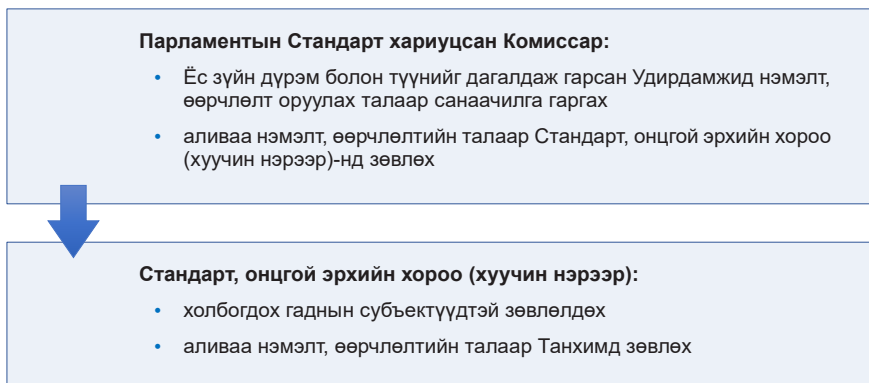 Парламентын Стандарт хариуцсан Комиссар:
• Ёс зүйн дүрэм болон түүнийг дагалдаж гарсан Удирдамжид нэмэлт,
өөрчлөлт оруулах талаар санаачилга гаргах
• аливаа нэмэлт, өөрчлөлтийн талаар Стандарт, онцгой эрхийн хороо
(хуучин нэрээр)-нд зөвлөх
Стандарт, онцгой эрхийн хороо (хуучин нэрээр):
• холбогдох гаднын субъектүүдтэй зөвлөлдөх
• аливаа нэмэлт, өөрчлөлтийн талаар Танхимд зөвлөх